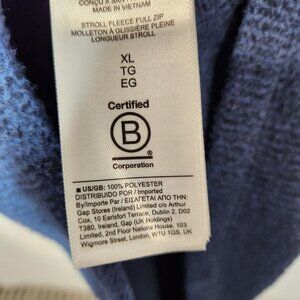 CONÇU À SAN
MADE IN VIETNAM
STROLL FLEECE FULL ZIP
MOLLETON À GLISSIÈRE PLEINE
LONGUEUR STROLL
XL
TG
EG
Certified
B
Corporation
■ US/GB: 100% POLYESTER
DISTRIBUIDO POR / Imported
By/Importe Par / ΕΙΣΑΓΕΤΑΙ ΑΠΟ ΤΗΝ:
Gap Stores (Ireland) Limited c/o Arthur
Cox, 10 Earlsfort Terrace, Dublin 2, D02
T380, Ireland, Gap (UK Holdings)
Limited, 2nd Floor Nations House, 103
Wigmore Street, London, W1U 1QS, UK